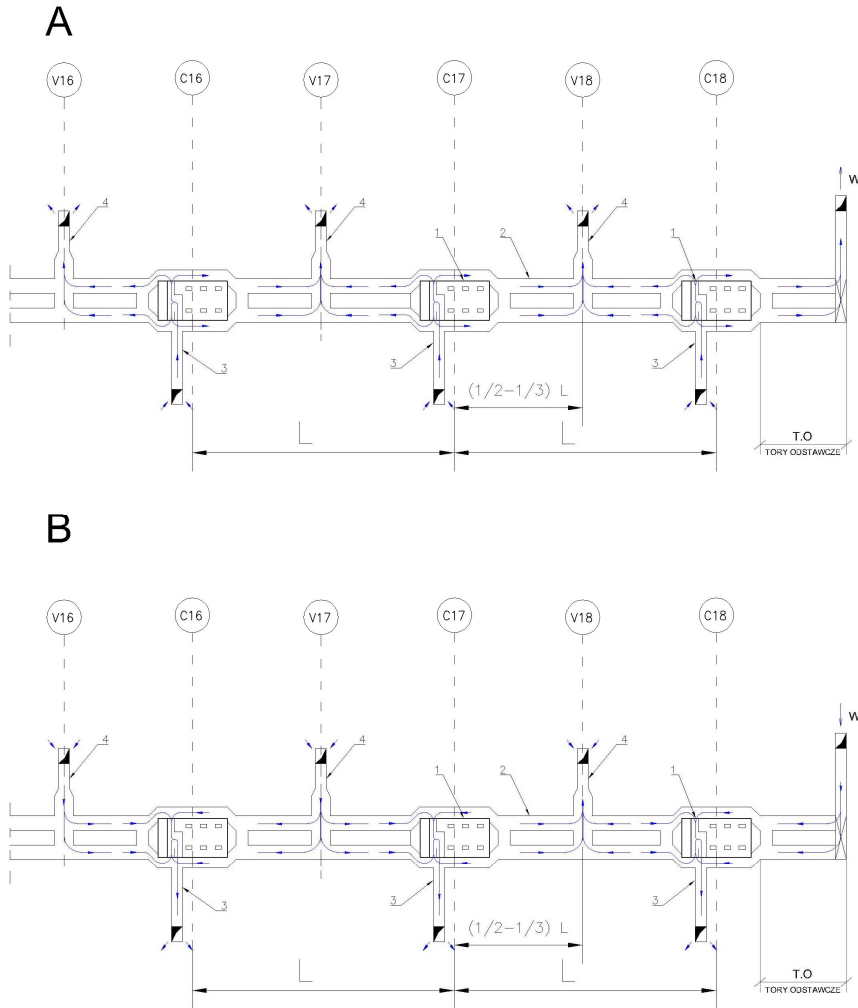 A
V16 C16 V17 C17 V18 C18
W
4 4 1 2 4 1
3 3 3
(1/2-1/3) L
L L
T.O
TORY ODSTAWCZE
B
V16 C16 V17 C17 V18 C18
W
4 4 1 2 4 1
3 3 3
(1/2-1/3) L
L L
T.O
TORY ODSTAWCZE